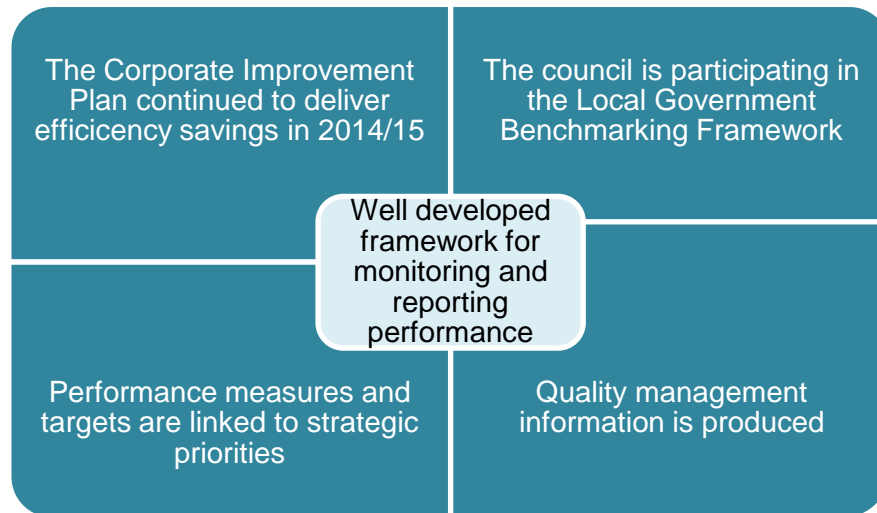 The Corporate Improvement
Plan continued to deliver
efficicency savings in 2014/15
The council is participating in
the Local Government
Benchmarking Framework
Well developed
framework for
monitoring and
reporting
performance
Performance measures and
targets are linked to strategic
priorities
Quality management
information is produced